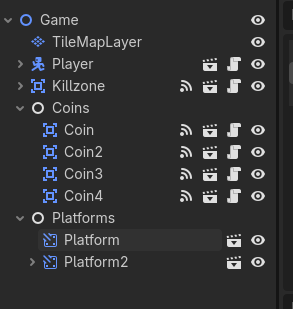 Game
TileMapLayer
Player
Killzone
Coins
Coin
Coin2
Coin3
Coin4
Platforms
Platform
Platform2